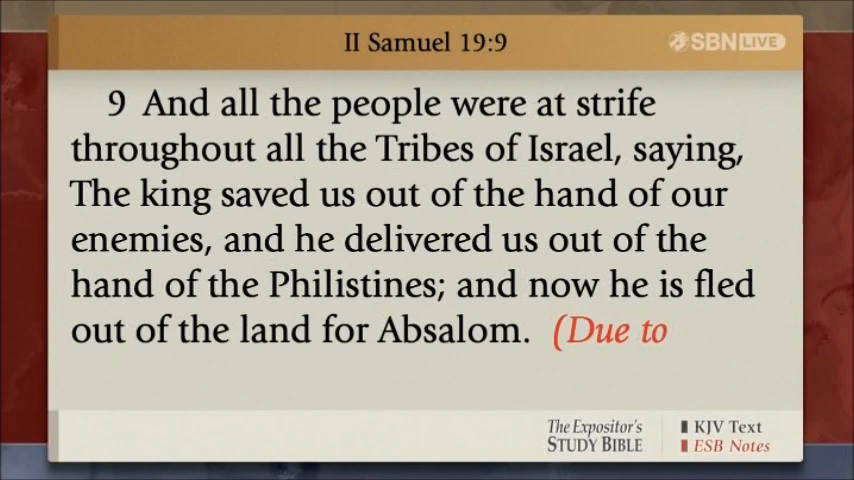 II Samuel 19:9
SBN LIVE
9 And all the people were at strife
throughout all the Tribes of Israel, saying,
The king saved us out of the hand of our
enemies, and he delivered us out of the
hand of the Philistines; and now he is fled
out of the land for Absalom. (Due to
The Expositor's
STUDY BIBLE
KJV Text
ESB Notes